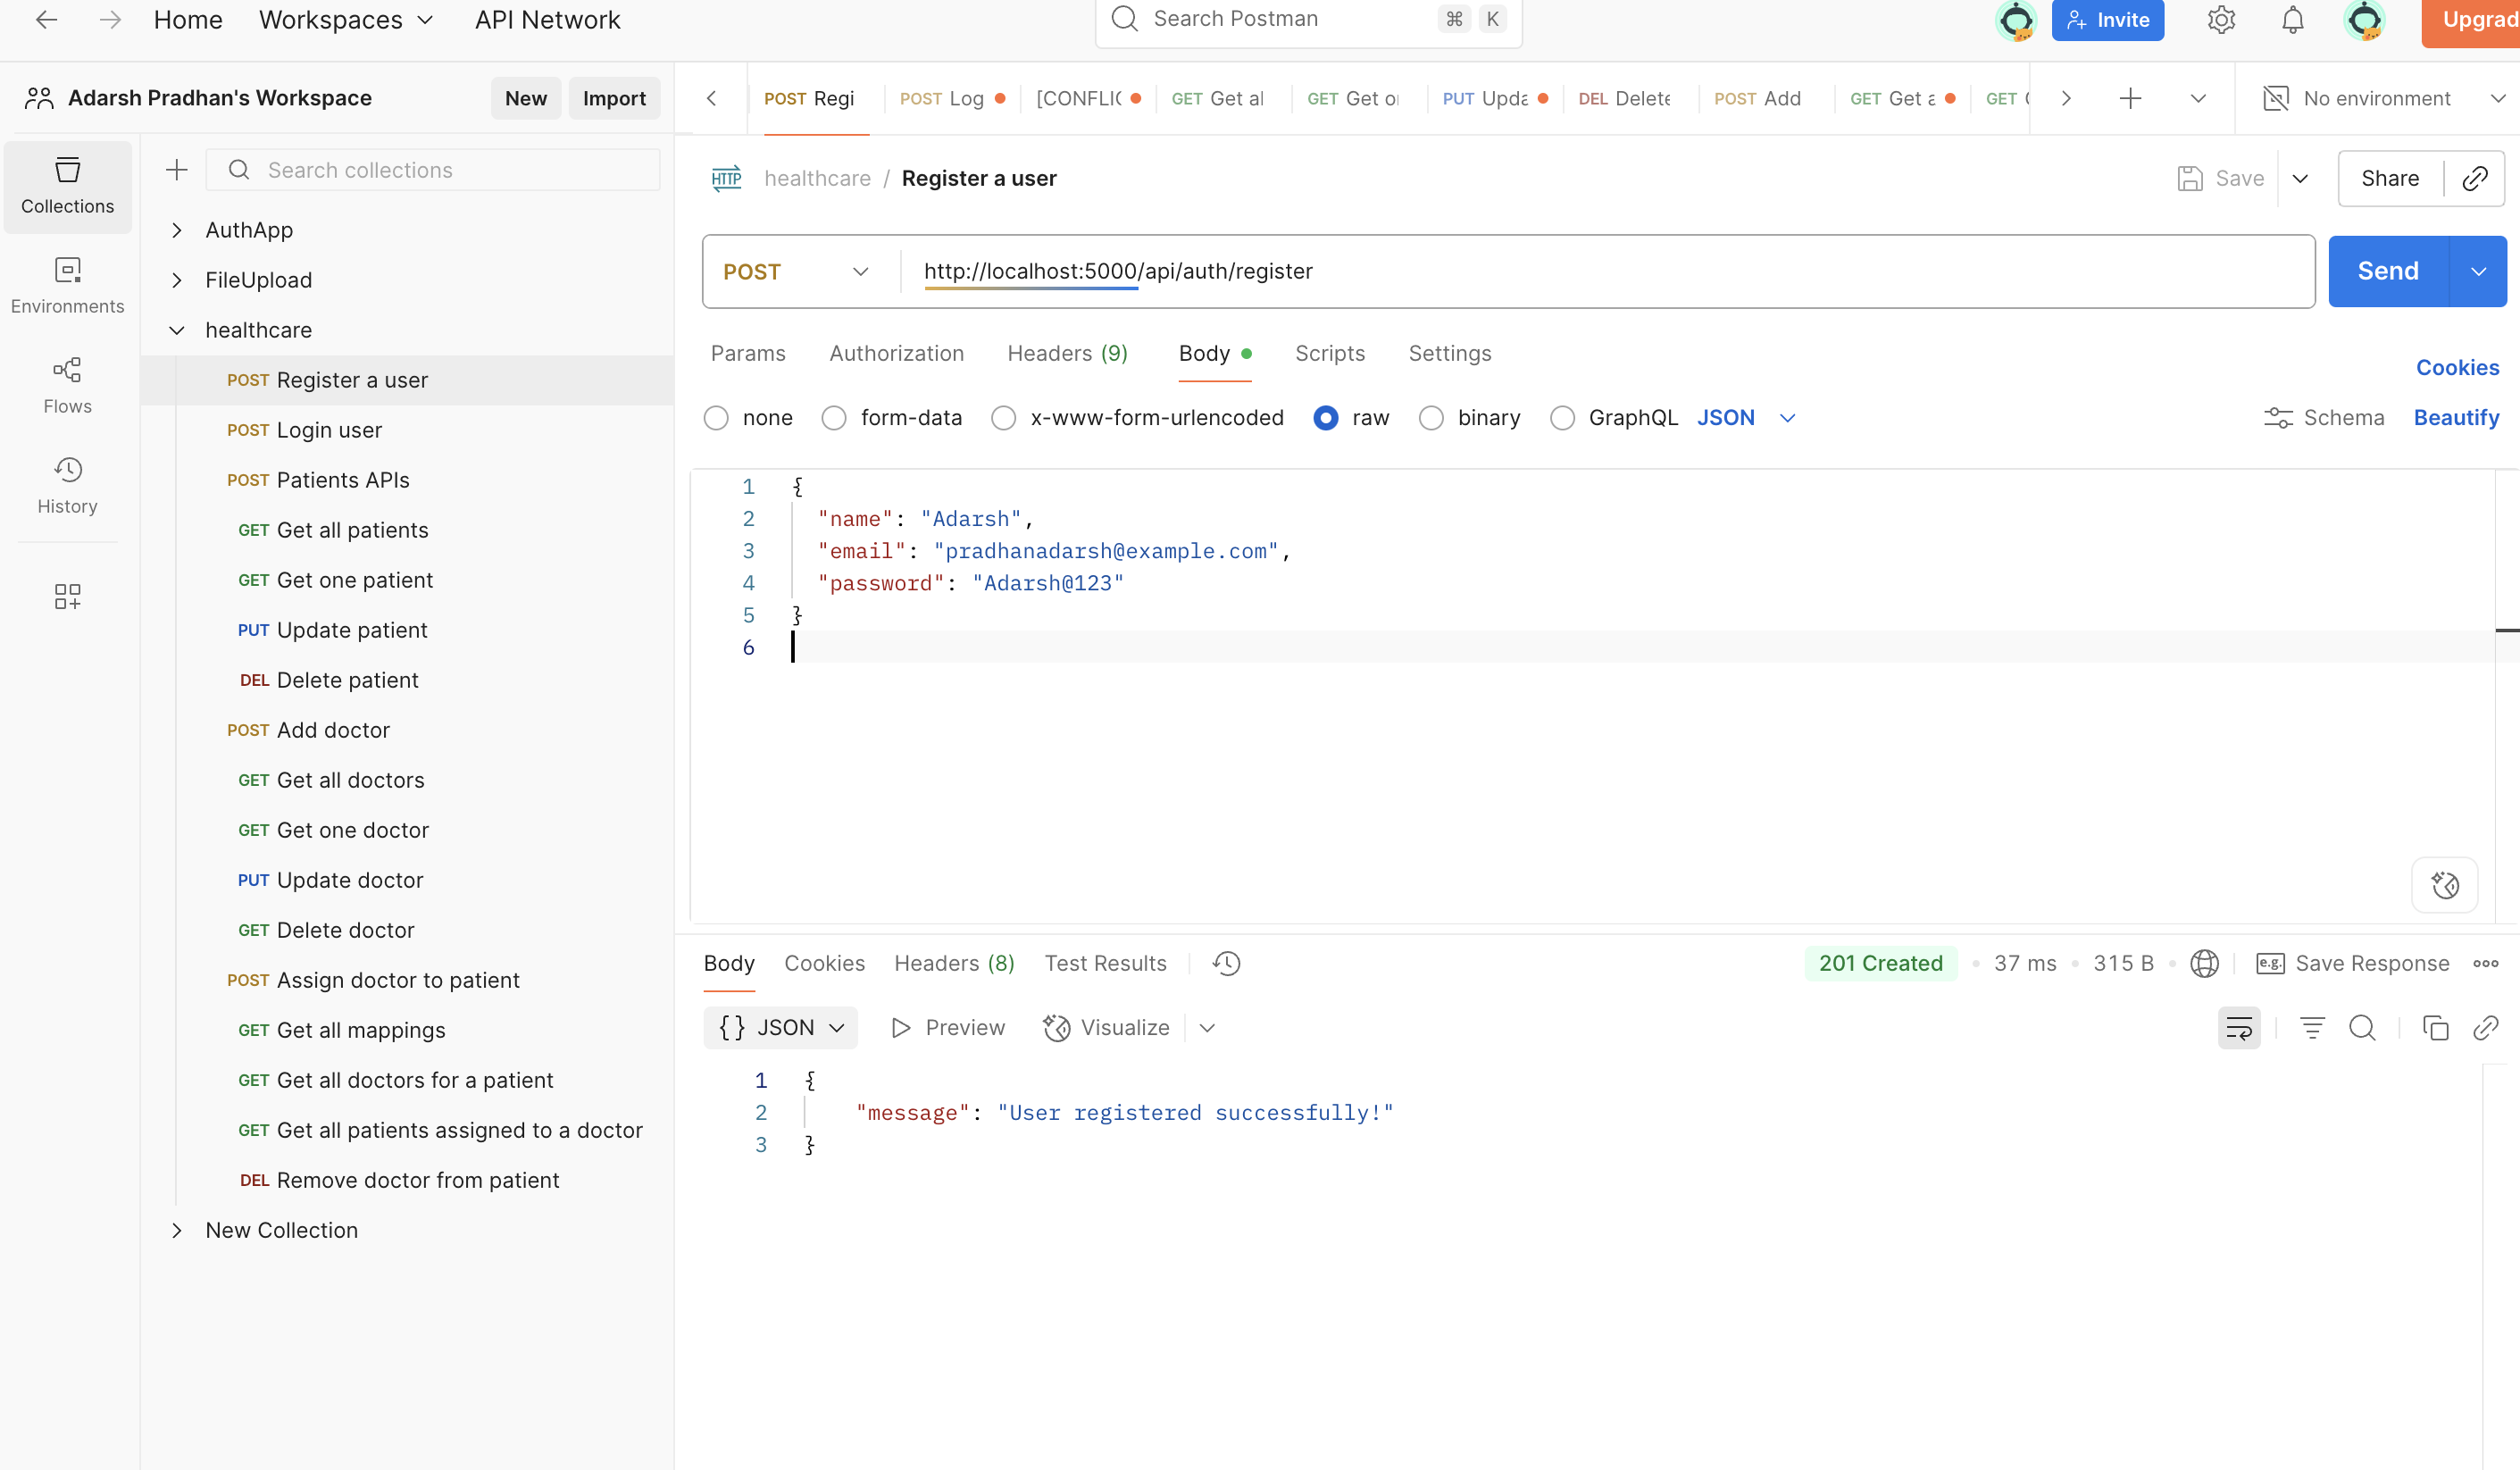 Home Workspaces API Network Search Postman ⌘ K Invite Upgrad
Adarsh Pradhan's Workspace New Import
POST Regi POST Log [CONFLIC GET Get al GET Get o PUT Upda DEL Delete POST Add GET Get a GET No environment
Collections
Environments
Flows
History
Search collections
AuthApp
FileUpload
healthcare
POST Register a user
POST Login user
POST Patients APIs
GET Get all patients
GET Get one patient
PUT Update patient
DEL Delete patient
POST Add doctor
GET Get all doctors
GET Get one doctor
PUT Update doctor
GET Delete doctor
POST Assign doctor to patient
GET Get all mappings
GET Get all doctors for a patient
GET Get all patients assigned to a doctor
DEL Remove doctor from patient
New Collection
HTTP healthcare / Register a user Save Share
POST http://localhost:5000/api/auth/register Send
Params Authorization Headers (9) Body Scripts Settings Cookies
none form-data x-www-form-urlencoded raw binary GraphQL JSON Schema Beautify
1 {
2 "name": "Adarsh",
3 "email": "pradhanadarsh@example.com",
4 "password": "Adarsh@123"
5 }
6
Body Cookies Headers (8) Test Results 201 Created 37 ms 315 B e.g. Save Response
{} JSON Preview Visualize
1 {
2 "message": "User registered successfully!"
3 }